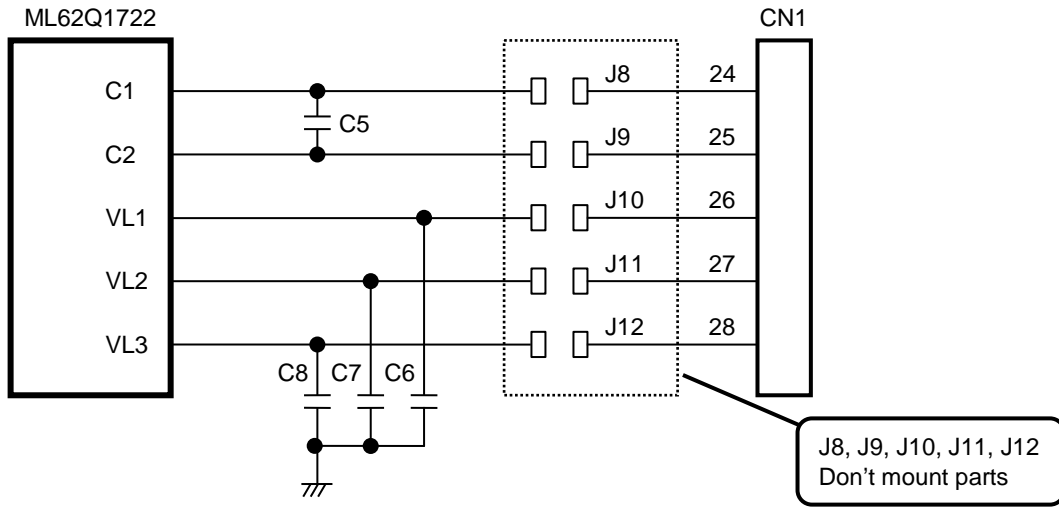 ML62Q1722
CN1
C1
J8
24
C5
C2
J9
25
VL1
J10
26
VL2
J11
27
VL3
J12
28
C8
C7
C6
J8, J9, J10, J11, J12
Don't mount parts